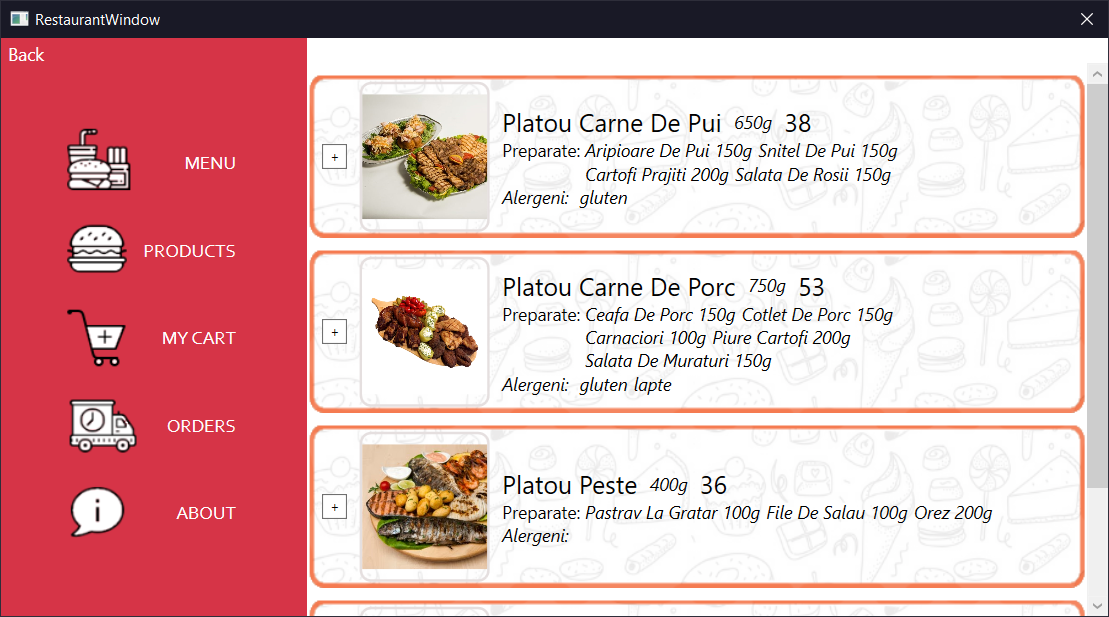 RestaurantWindow
Back
MENU
PRODUCTS
MY CART
ORDERS
ABOUT
+
Platou Carne De Pui 650g 38
Preparate: Aripioare De Pui 150g Snitel De Pui 150g
Cartofi Prajiti 200g Salata De Rosii 150g
Alergeni: gluten
+
Platou Carne De Porc 750g 53
Preparate: Ceafa De Porc 150g Cotlet De Porc 150g
Carnaciori 100g Piure Cartofi 200g
Salata De Muraturi 150g
Alergeni: gluten lapte
+
Platou Peste 400g 36
Preparate: Pastrav La Gratar 100g File De Salau 100g Orez 200g
Alergeni: